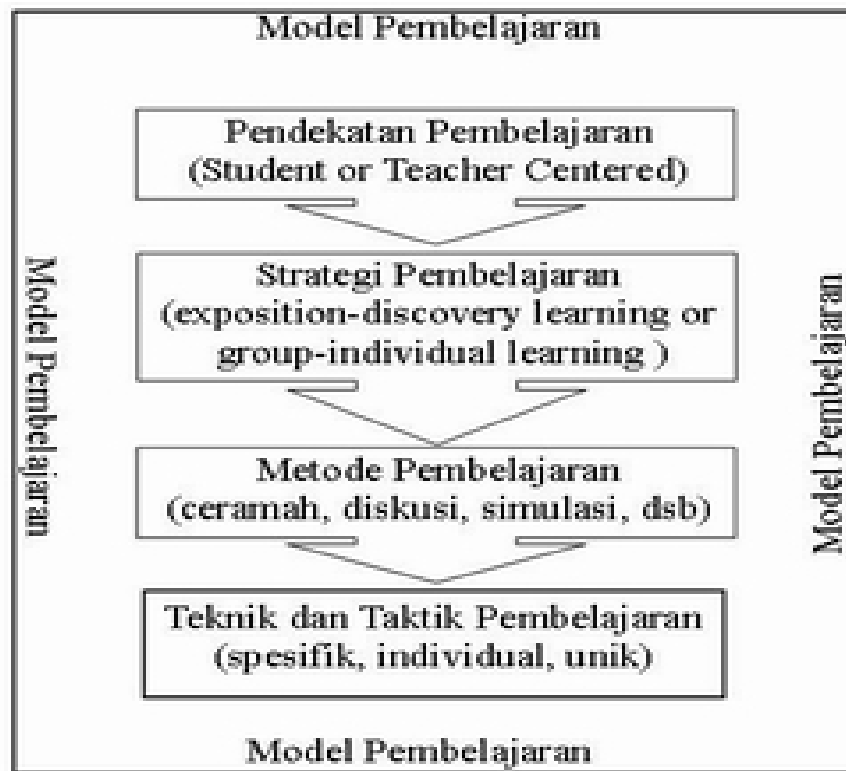 Model Pembelajaran
Pendekatan Pembelajaran
(Student or Teacher Centered)
Model Pembelajaran
Strategi Pembelajaran
(exposition-discovery learning or
group-individual learning )
Model Pembelajaran
Metode Pembelajaran
(ceramah, diskusi, simulasi, dsb)
Teknik dan Taktik Pembelajaran
(spesifik, individual, unik)
Model Pembelajaran